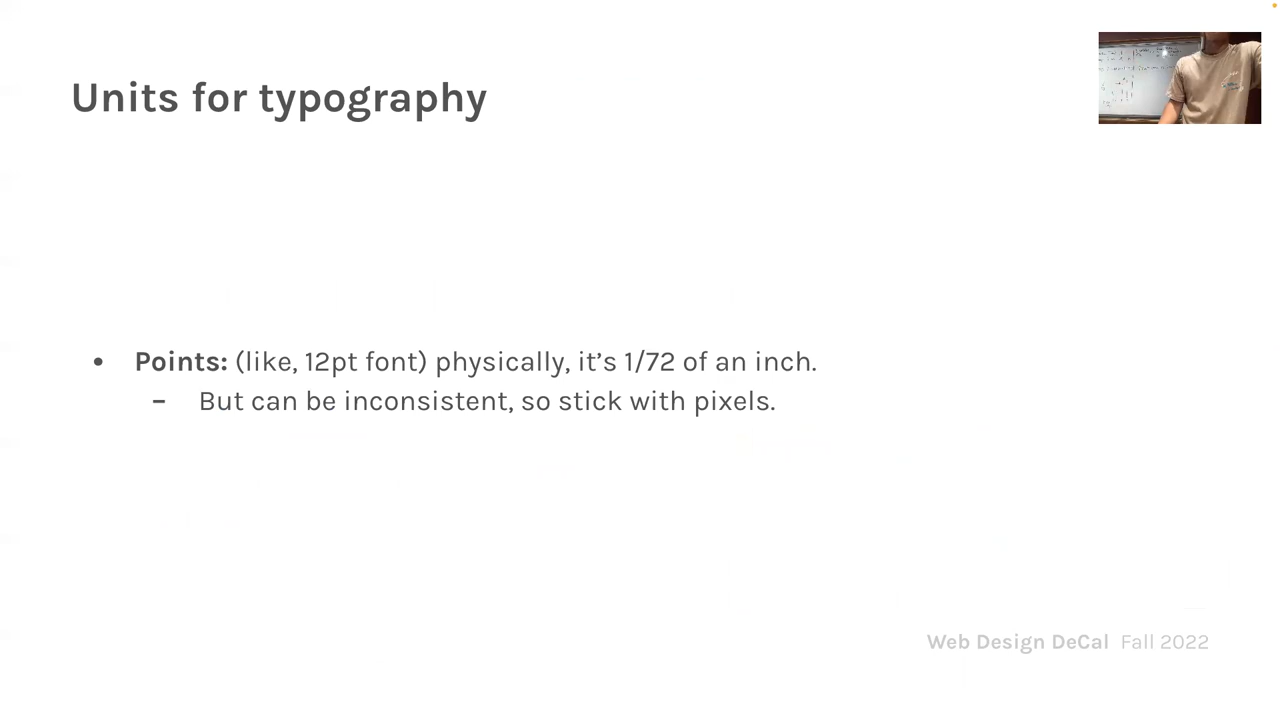 Units for typography
• Points: (like, 12pt font) physically, it’s 1/72 of an inch.
– But can be inconsistent, so stick with pixels.
Web Design DeCal Fall 2022